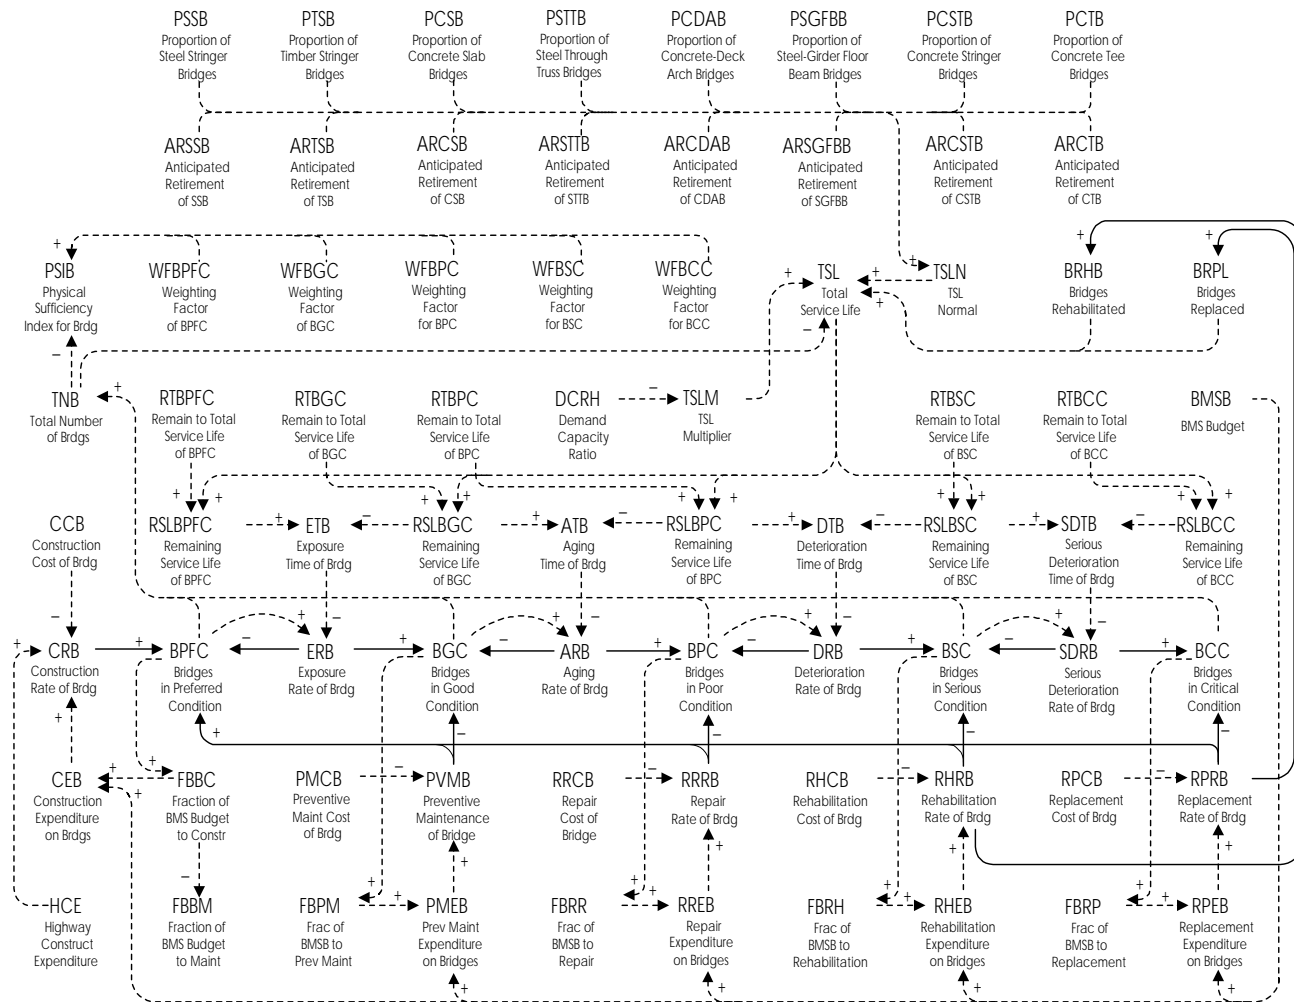 PSSB
Proportion of
Steel Stringer
Bridges
PTSB
Proportion of
Timber Stringer
Bridges
PCSB
Proportion of
Concrete Slab
Bridges
PSTTB
Proportion of
Steel Through
Truss Bridges
PCDAB
Proportion of
Concrete-Deck
Arch Bridges
PSGFBB
Proportion of
Steel-Girder Floor
Beam Bridges
PCSTB
Proportion of
Concrete Stringer
Bridges
PCTB
Proportion of
Concrete Tee
Bridges
ARSSB
Anticipated
Retirement
of SSB
ARTSB
Anticipated
Retirement
of TSB
ARCSB
Anticipated
Retirement
of CSB
ARSTTB
Anticipated
Retirement
of STTB
ARCDAB
Anticipated
Retirement
of CDAB
ARSGFBB
Anticipated
Retirement
of SGFBB
ARCSTB
Anticipated
Retirement
of CSTB
ARCTB
Anticipated
Retirement
of CTB
PSIB
Physical
Sufficiency
Index for Brdg
WFBPFC
Weighting
Factor
of BPFC
WFBGC
Weighting
Factor
of BGC
WFBPC
Weighting
Factor
for BPC
WFBSC
Weighting
Factor
for BSC
WFBCC
Weighting
Factor
for BCC
TSL
Total
Service Life
TSLN
TSL
Normal
BRHB
Bridges
Rehabilitated
BRPL
Bridges
Replaced
TNB
Total Number
of Brdgs
RTBPFC
Remain to Total
Service Life
of BPFC
RTBGC
Remain to Total
Service Life
of BGC
RTBPC
Remain to Total
Service Life
of BPC
DCRH
Demand
Capacity
Ratio
TSLM
TSL
Multiplier
RTBSC
Remain to Total
Service Life
of BSC
RTBCC
Remain to Total
Service Life
of BCC
BMSB
BMS Budget
CCB
Construction
Cost of Brdg
RSLBPFC
Remaining
Service Life
of BPFC
ETB
Exposure
Time of Brdg
RSLBGC
Remaining
Service Life
of BGC
ATB
Aging
Time of Brdg
RSLBPC
Remaining
Service Life
of BPC
DTB
Deterioration
Time of Brdg
RSLBSC
Remaining
Service Life
of BSC
SDTB
Serious
Deterioration
Time of Brdg
RSLBCC
Remaining
Service Life
of BCC
CRB
Construction
Rate of Brdg
BPFC
Bridges
in Preferred
Condition
ERB
Exposure
Rate of Brdg
BGC
Bridges
in Good
Condition
ARB
Aging
Rate of Brdg
BPC
Bridges
in Poor
Condition
DRB
Deterioration
Rate of Brdg
BSC
Bridges
in Serious
Condition
SDRB
Serious
Deterioration
Rate of Brdg
BCC
Bridges
in Critical
Condition
CEB
Construction
Expenditure
on Brdgs
FBBC
Fraction of
BMS Budget
to Constr
PMCB
Preventive
Maint Cost
of Brdg
PVMB
Preventive
Maintenance
of Bridge
RRCB
Repair
Cost of
Bridge
RRRB
Repair
Rate of Brdg
RHCB
Rehabilitation
Cost of Brdg
RHRB
Rehabilitation
Rate of Brdg
RPCB
Replacement
Cost of Brdg
RPRB
Replacement
Rate of Brdg
HCE
Highway
Construct
Expenditure
FBBM
Fraction of
BMS Budget
to Maint
FBPM
Frac of
BMSB to
Prev Maint
PMEB
Prev Maint
Expenditure
on Bridges
FBRR
Frac of
BMSB to
Repair
RREB
Repair
Expenditure
on Bridges
FBRH
Frac of
BMSB to
Rehabilitation
RHEB
Rehabilitation
Expenditure
on Bridges
FBRP
Frac of
BMSB to
Replacement
RPEB
Replacement
Expenditure
on Bridges